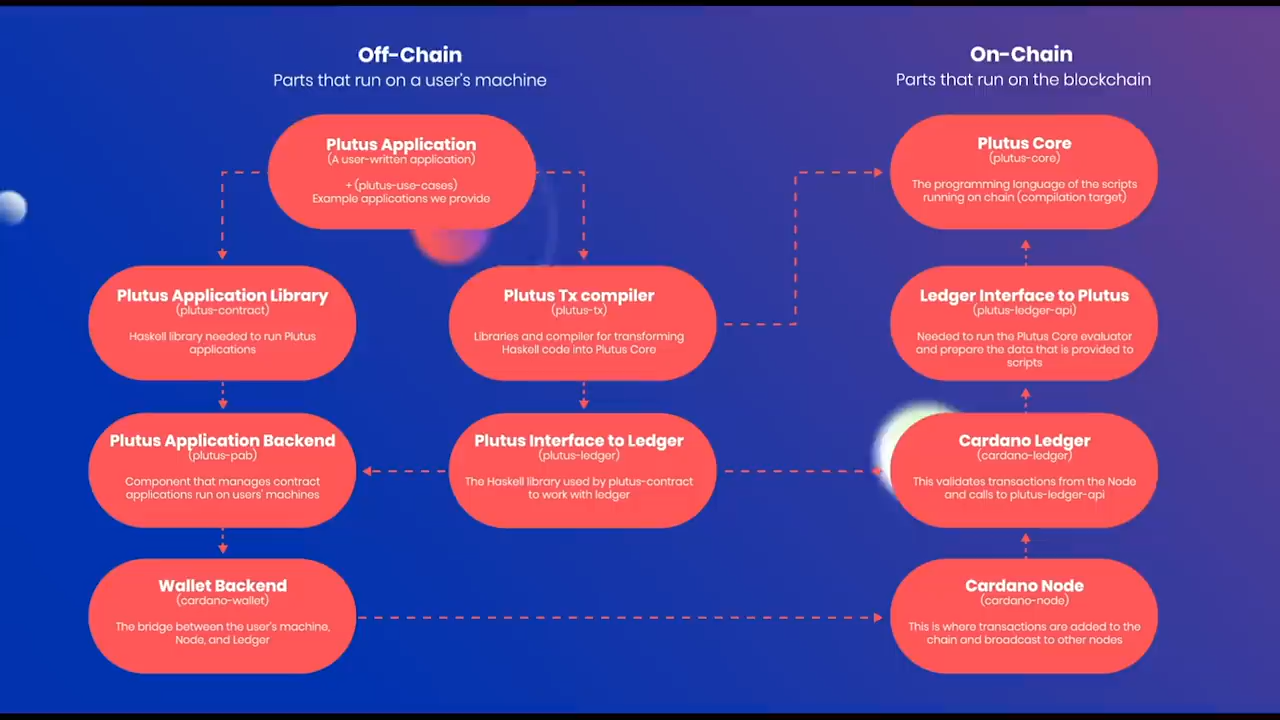 Off-Chain
Parts that run on a user's machine
On-Chain
Parts that run on the blockchain
Plutus Application
(A user-written application)
+ (plutus-use-cases)
Example applications we provide
Plutus Core
(plutus-core)
The programming language of the scripts
running on chain (compilation target)
Plutus Application Library
(plutus-contract)
Haskell library needed to run Plutus
applications
Plutus Tx compiler
(plutus-tx)
Libraries and compiler for transforming
Haskell code into Plutus Core
Ledger Interface to Plutus
(plutus-ledger-api)
Needed to run the Plutus Core evaluator
and prepare the data that is provided to
scripts
Plutus Application Backend
(plutus-pab)
Component that manages contract
applications run on users' machines
Plutus Interface to Ledger
(plutus-ledger)
The Haskell library used by plutus-contract
to work with ledger
Cardano Ledger
(cardano-ledger)
This validates transactions from the Node
and calls to plutus-ledger-api
Wallet Backend
(cardano-wallet)
The bridge between the user's machine,
Node, and Ledger
Cardano Node
(cardano-node)
This is where transactions are added to the
chain and broadcast to other nodes